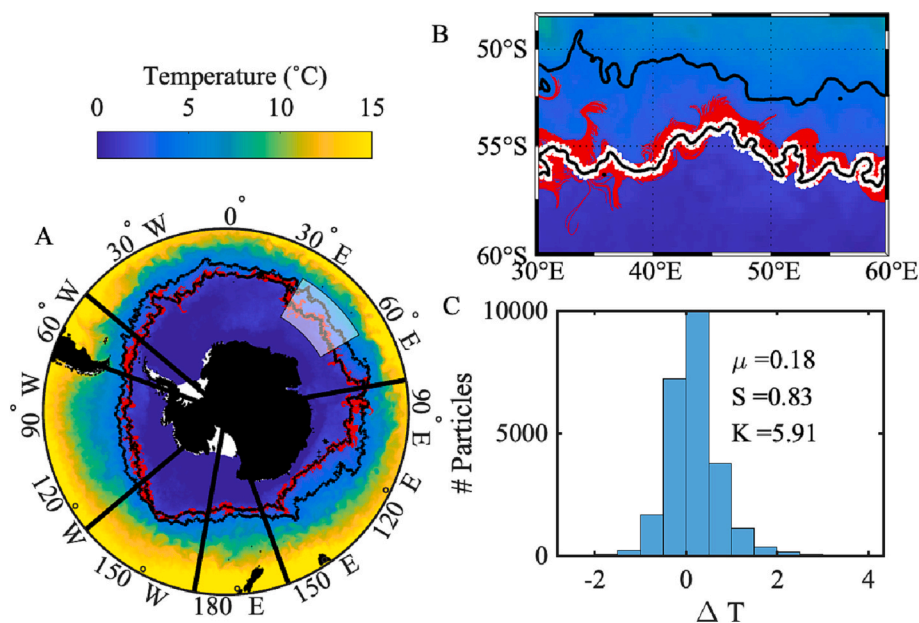 Temperature (˚C)
0 5 10 15
A
0˚
30˚ E
60˚ E
90˚ E
120˚ E
150˚ E
180˚ E
150˚ W
120˚ W
90˚ W
60˚ W
30˚ W
B
50°S
55°S
60°S
30°E 40°E 50°E 60°E
C
10000
5000
0
# Particles
μ =0.18
S =0.83
K =5.91
-2 0 2 4
Δ T